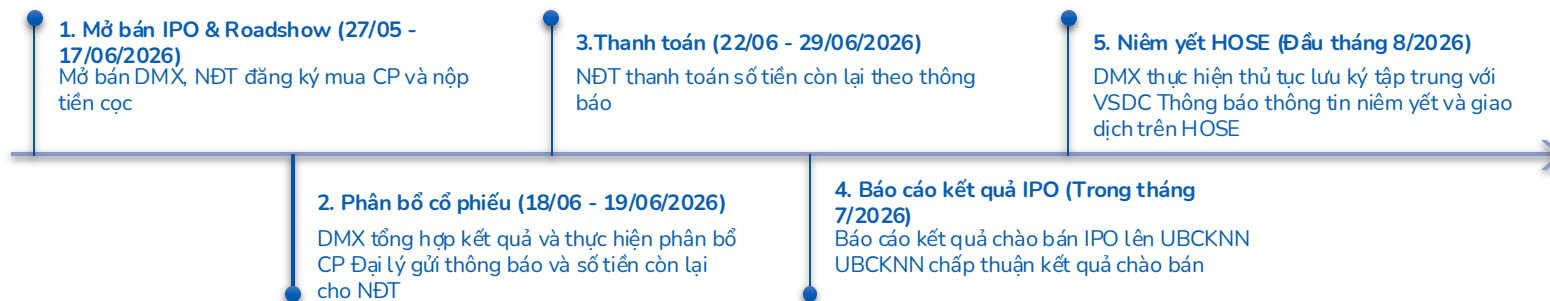 1. Mở bán IPO & Roadshow (27/05 -
17/06/2026)
Mở bán DMX, NĐT đăng ký mua CP và nộp
tiền cọc
2. Phân bổ cổ phiếu (18/06 - 19/06/2026)
DMX tổng hợp kết quả và thực hiện phân bổ
CP Đại lý gửi thông báo và số tiền còn lại
cho NĐT
3.Thanh toán (22/06 - 29/06/2026)
NĐT thanh toán số tiền còn lại theo thông
báo
4. Báo cáo kết quả IPO (Trong tháng
7/2026)
Báo cáo kết quả chào bán IPO lên UBCKNN
UBCKNN chấp thuận kết quả chào bán
5. Niêm yết HOSE (Đầu tháng 8/2026)
DMX thực hiện thủ tục lưu ký tập trung với
VSDC Thông báo thông tin niêm yết và giao
dịch trên HOSE